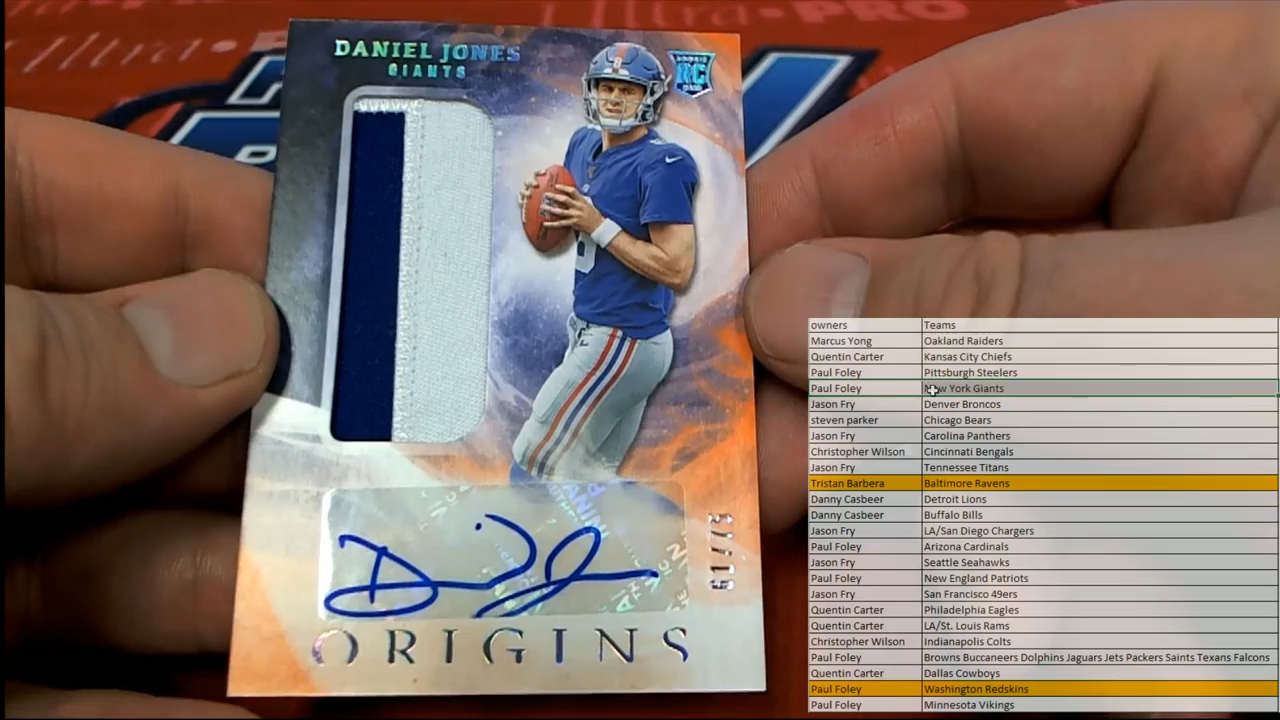 Ultra PRO
DANIEL JONES
GIANTS
ROOKIE
RC
61/75
ORIGINS
owners Teams
Marcus Yong Oakland Raiders
Quentin Carter Kansas City Chiefs
Paul Foley Pittsburgh Steelers
Paul Foley New York Giants
Jason Fry Denver Broncos
steven parker Chicago Bears
Jason Fry Carolina Panthers
Christopher Wilson Cincinnati Bengals
Jason Fry Tennessee Titans
Tristan Barbera Baltimore Ravens
Danny Casbeer Detroit Lions
Danny Casbeer Buffalo Bills
Jason Fry LA/San Diego Chargers
Paul Foley Arizona Cardinals
Jason Fry Seattle Seahawks
Paul Foley New England Patriots
Jason Fry San Francisco 49ers
Quentin Carter Philadelphia Eagles
Quentin Carter LA/St. Louis Rams
Christopher Wilson Indianapolis Colts
Paul Foley Browns Buccaneers Dolphins Jaguars Jets Packers Saints Texans Falcons
Quentin Carter Dallas Cowboys
Paul Foley Washington Redskins
Paul Foley Minnesota Vikings